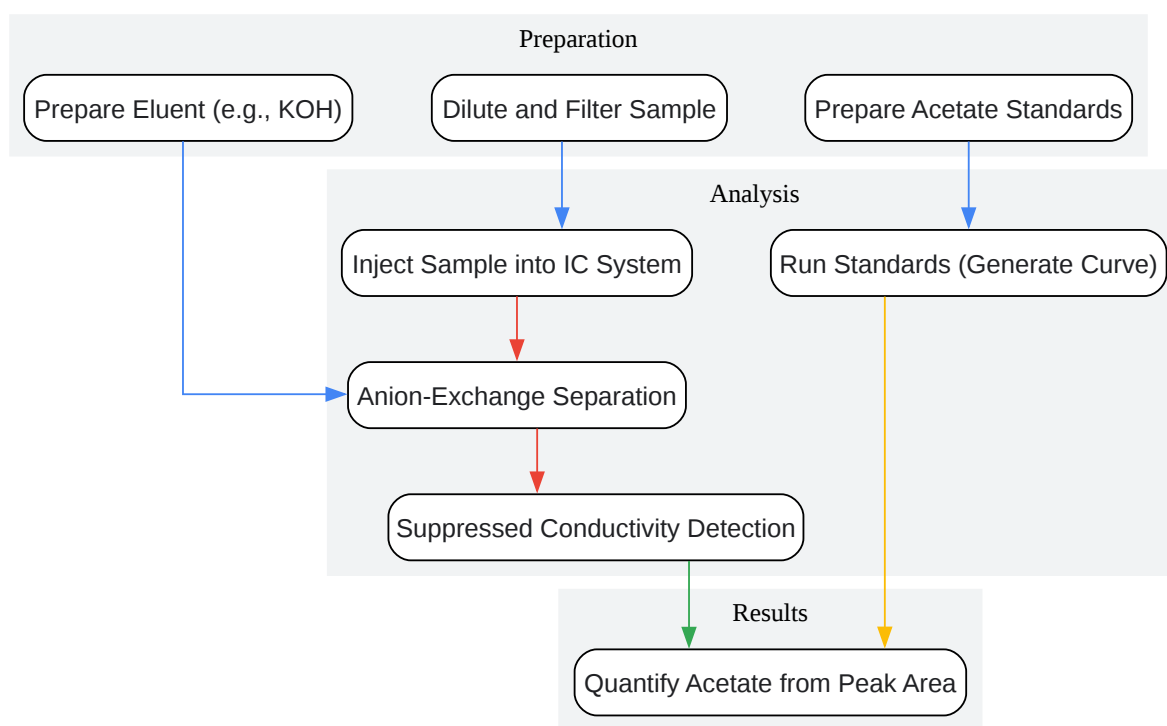 Preparation
Prepare Eluent (e.g., KOH)
Dilute and Filter Sample
Prepare Acetate Standards
Analysis
Inject Sample into IC System
Run Standards (Generate Curve)
Anion-Exchange Separation
Suppressed Conductivity Detection
Results
Quantify Acetate from Peak Area